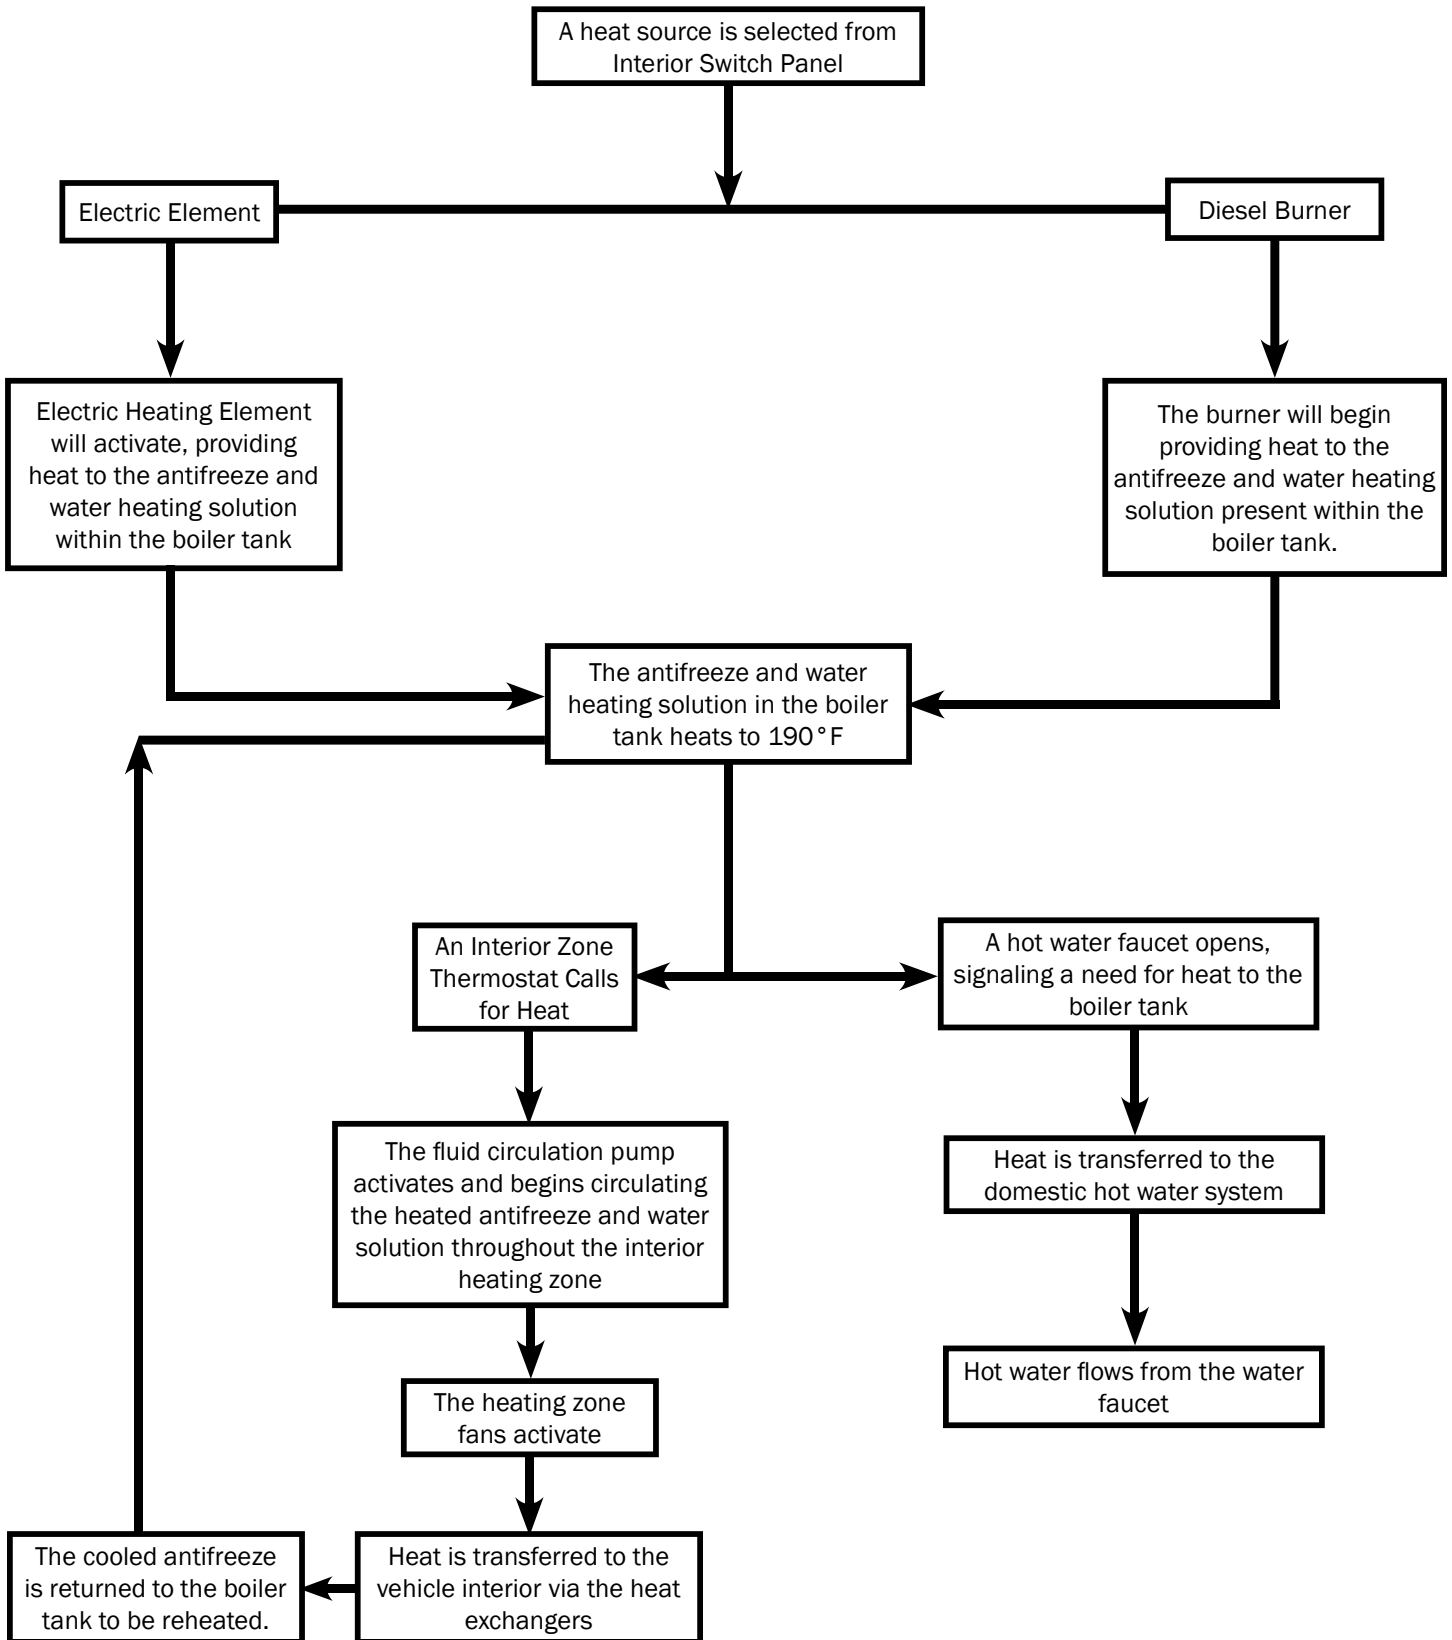 A heat source is selected from
Interior Switch Panel
Electric Element
Diesel Burner
Electric Heating Element
will activate, providing
heat to the antifreeze and
water heating solution
within the boiler tank
The burner will begin
providing heat to the
antifreeze and water heating
solution present within the
boiler tank.
The antifreeze and water
heating solution in the boiler
tank heats to 190°F
An Interior Zone
Thermostat Calls
for Heat
A hot water faucet opens,
signaling a need for heat to the
boiler tank
The fluid circulation pump
activates and begins circulating
the heated antifreeze and water
solution throughout the interior
heating zone
Heat is transferred to the
domestic hot water system
The heating zone
fans activate
Hot water flows from the water
faucet
The cooled antifreeze
is returned to the boiler
tank to be reheated.
Heat is transferred to the
vehicle interior via the heat
exchangers